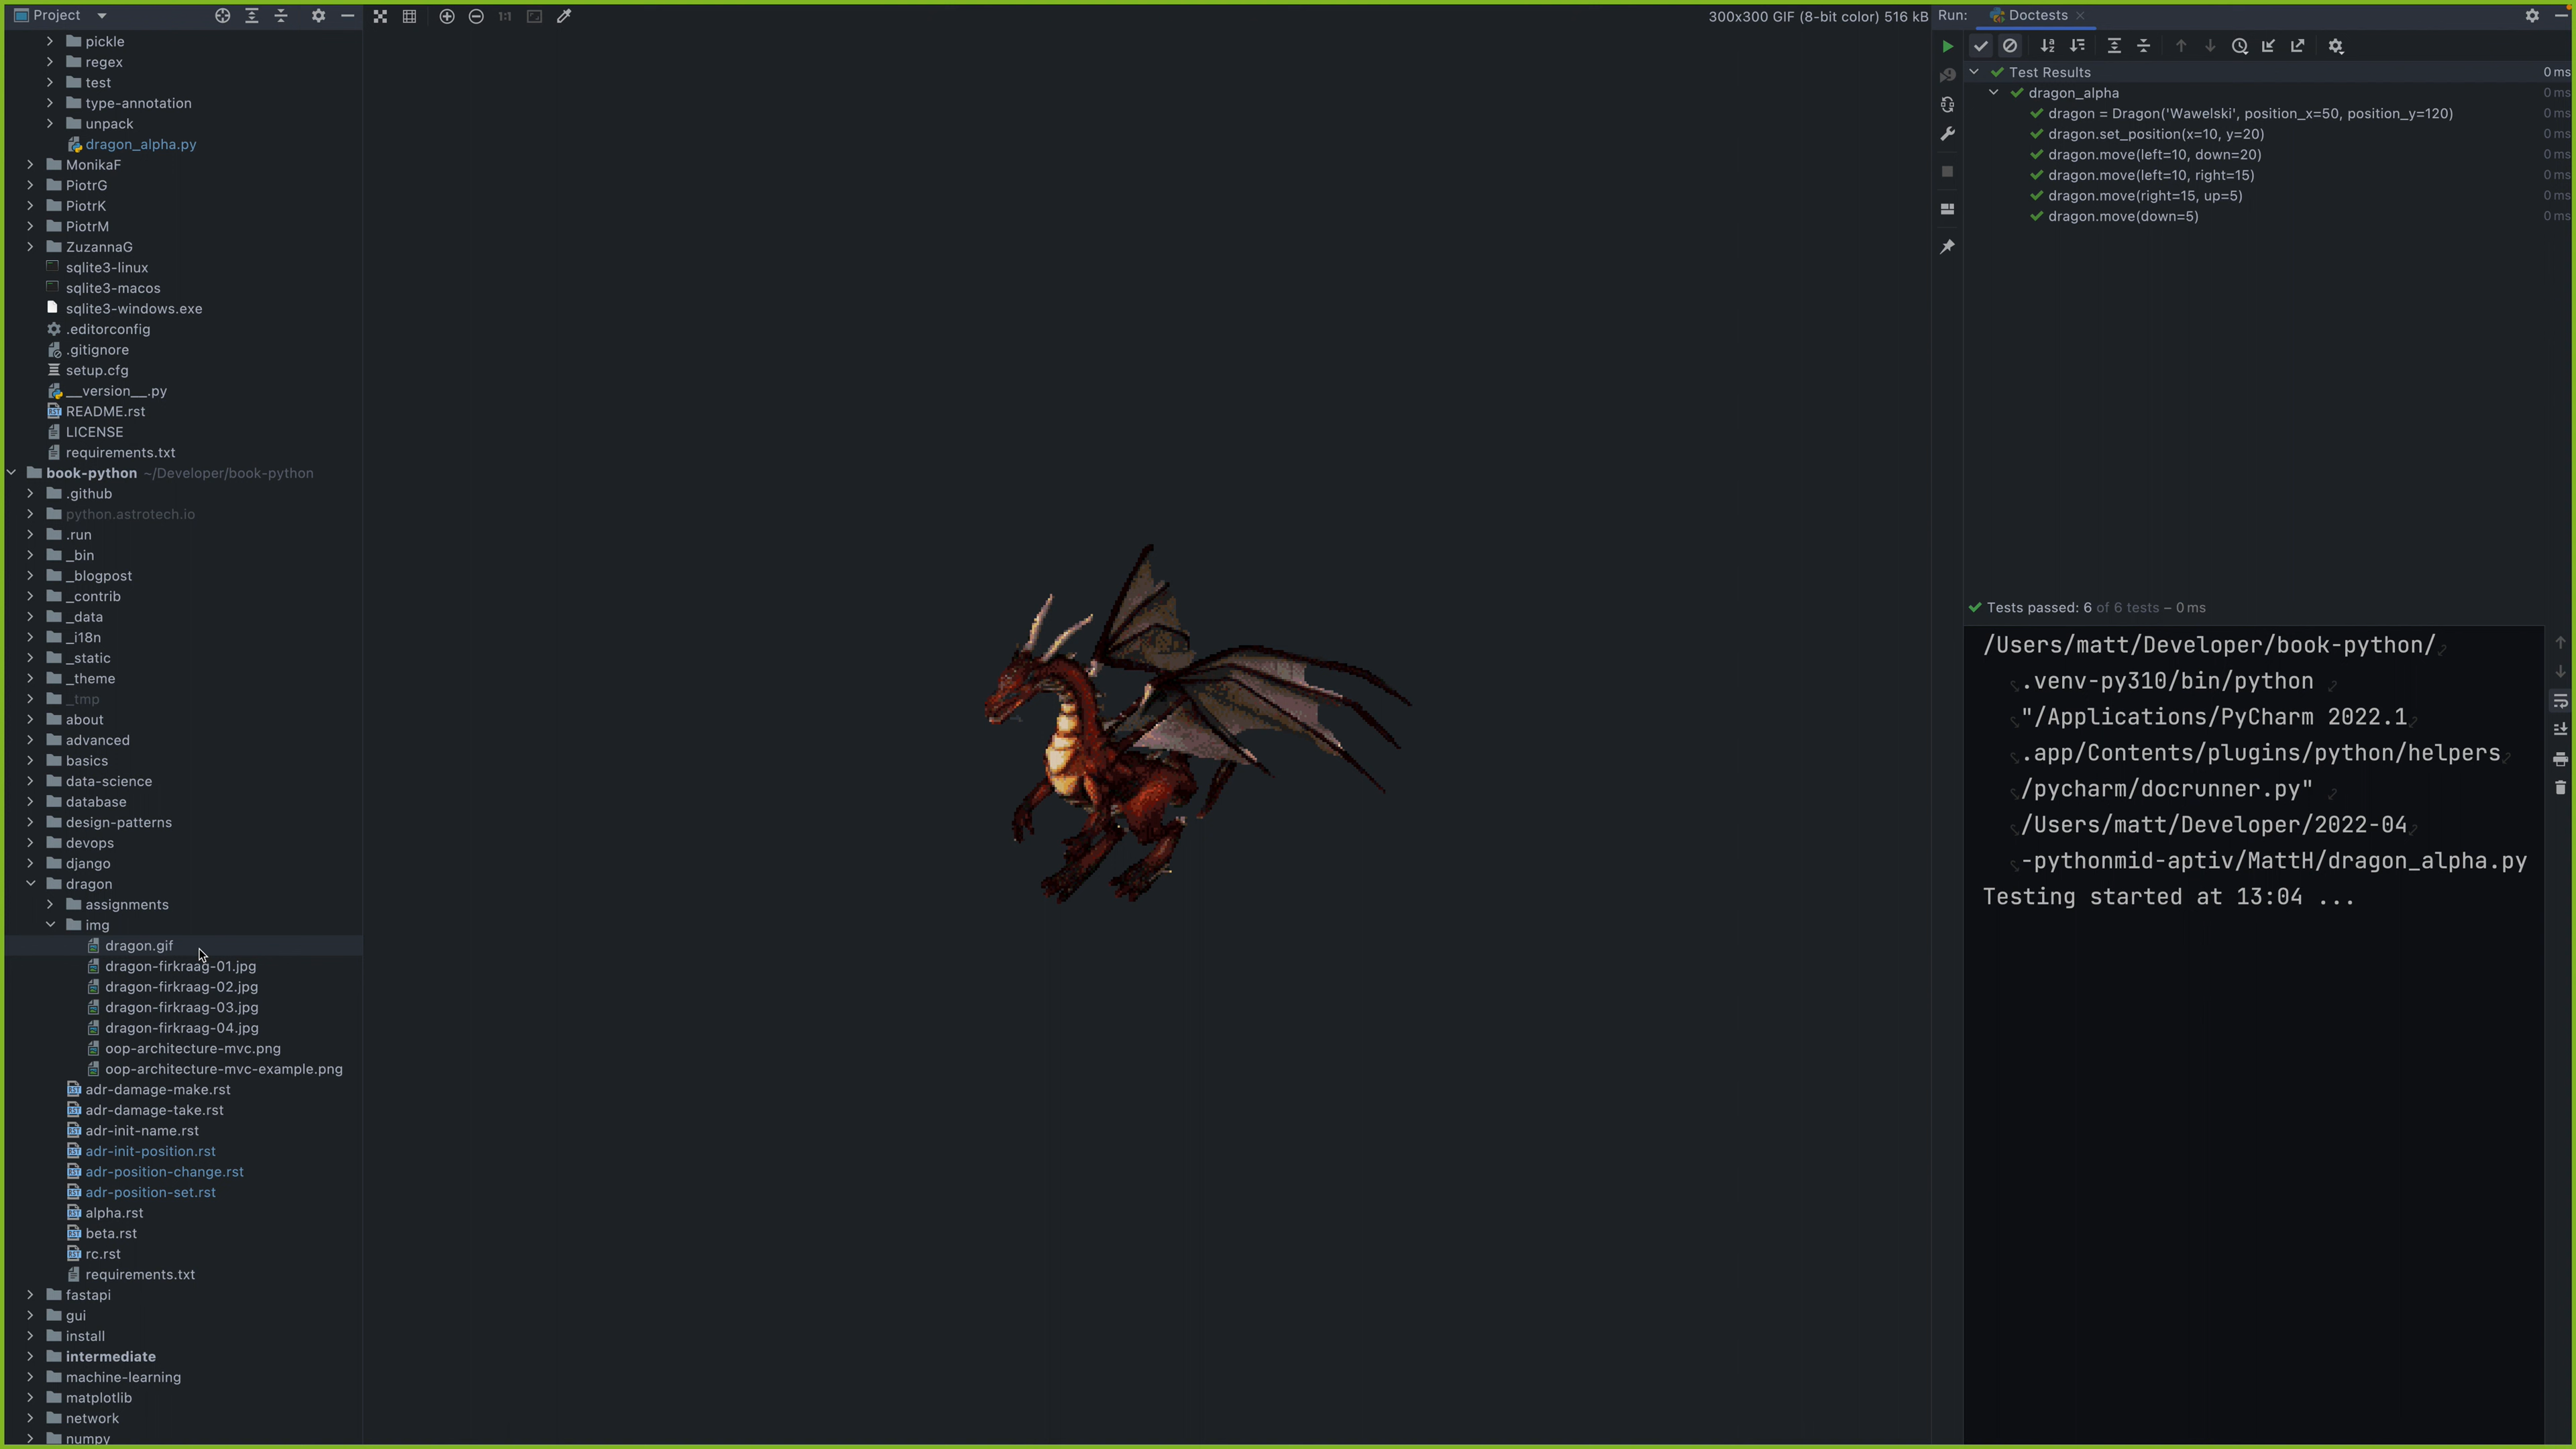 Project
pickle
regex
test
type-annotation
unpack
dragon_alpha.py
MonikaF
PiotrG
PiotrK
PiotrM
ZuzannaG
sqlite3-linux
sqlite3-macos
sqlite3-windows.exe
.editorconfig
.gitignore
setup.cfg
__version__.py
README.rst
LICENSE
requirements.txt
book-python ~/Developer/book-python
.github
python.astrotech.io
.run
_bin
_blogpost
_contrib
_data
_i18n
_static
_theme
_tmp
about
advanced
basics
data-science
database
design-patterns
devops
django
dragon
assignments
img
dragon.gif
dragon-firkraag-01.jpg
dragon-firkraag-02.jpg
dragon-firkraag-03.jpg
dragon-firkraag-04.jpg
oop-architecture-mvc.png
oop-architecture-mvc-example.png
adr-damage-make.rst
adr-damage-take.rst
adr-init-name.rst
adr-init-position.rst
adr-position-change.rst
adr-position-set.rst
alpha.rst
beta.rst
rc.rst
requirements.txt
fastapi
gui
install
intermediate
machine-learning
matplotlib
network
numpy
1:1
300x300 GIF (8-bit color) 516 kB
Run: Doctests
Test Results 0 ms
dragon_alpha 0 ms
dragon = Dragon('Wawelski', position_x=50, position_y=120) 0 ms
dragon.set_position(x=10, y=20) 0 ms
dragon.move(left=10, down=20) 0 ms
dragon.move(left=10, right=15) 0 ms
dragon.move(right=15, up=5) 0 ms
dragon.move(down=5) 0 ms
Tests passed: 6 of 6 tests – 0 ms
/Users/matt/Developer/book-python/
.venv-py310/bin/python
"/Applications/PyCharm 2022.1
.app/Contents/plugins/python/helpers
/pycharm/docrunner.py"
/Users/matt/Developer/2022-04
-pythonmid-aptiv/MattH/dragon_alpha.py
Testing started at 13:04 ...